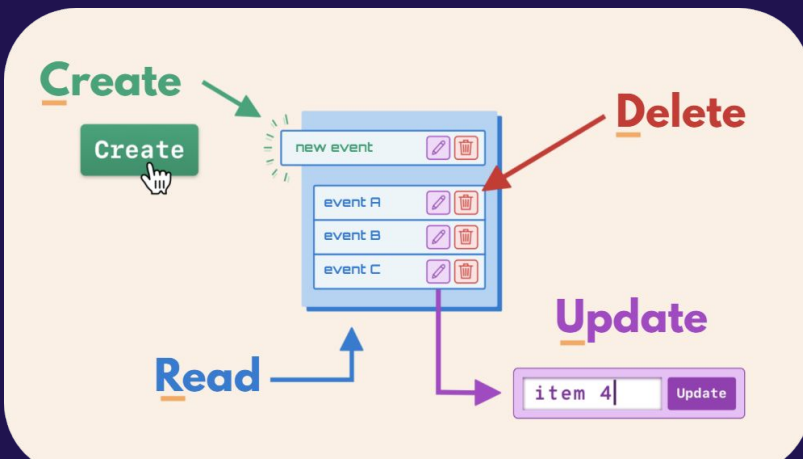 Create
Create
new event
Delete
event A
event B
event C
Update
Read
item 4
Update